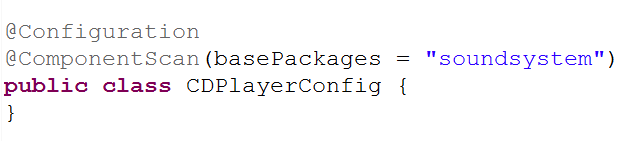 @Configuration
@ComponentScan(basePackages = "soundsystem")
public class CDPlayerConfig {
}